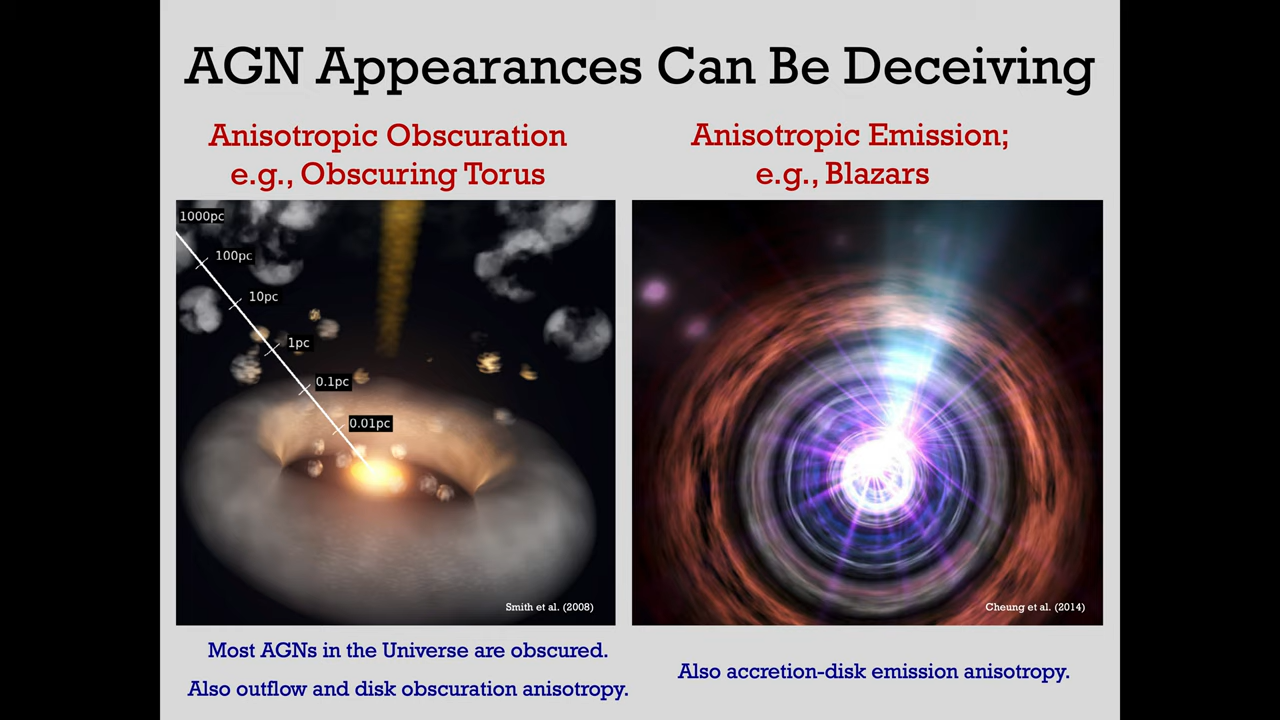 AGN Appearances Can Be Deceiving
Anisotropic Obscuration
e.g., Obscuring Torus
Anisotropic Emission;
e.g., Blazars
1000pc
100pc
10pc
1pc
0.1pc
0.01pc
Smith et al. (2008)
Cheung et al. (2014)
Most AGNs in the Universe are obscured.
Also outflow and disk obscuration anisotropy.
Also accretion-disk emission anisotropy.